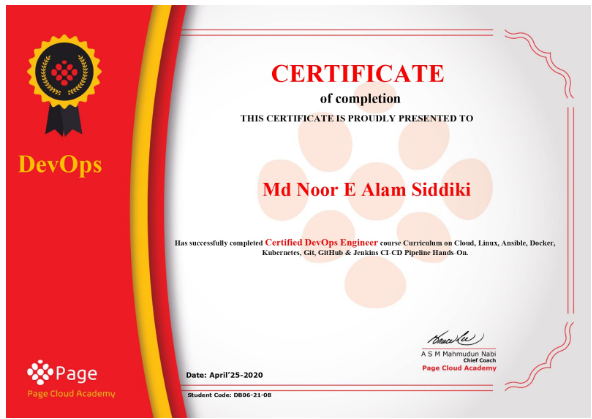 DevOps
Page
Page Cloud Academy
CERTIFICATE
of completion
THIS CERTIFICATE IS PROUDLY PRESENTED TO
Md Noor E Alam Siddiki
Has successfully completed Certified DevOps Engineer course Curriculum on Cloud, Linux, Ansible, Docker,
Kubernetes, Git, GitHub & Jenkins CI-CD Pipeline Hands-On.
A S M Mahmudun Nabi
Chief Coach
Page Cloud Academy
Date: April'25-2020
Student Code: DB06-21-08